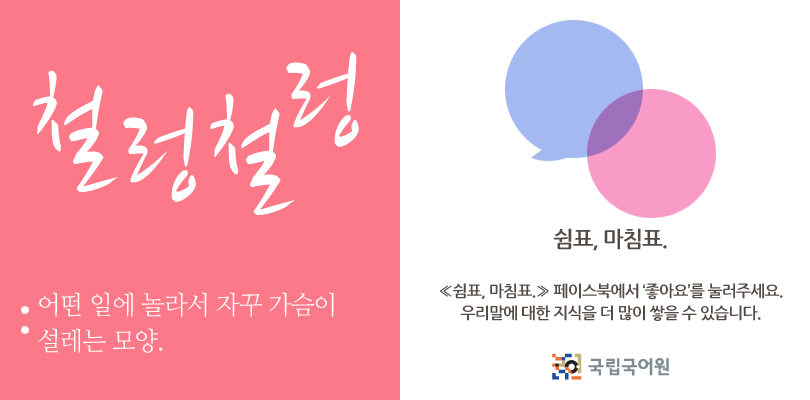 철렁철렁
어떤 일에 놀라서 자꾸 가슴이
설레는 모양.
쉼표, 마침표.
≪쉼표, 마침표.≫ 페이스북에서 '좋아요'를 눌러주세요.
우리말에 대한 지식을 더 많이 쌓을 수 있습니다.
국립국어원